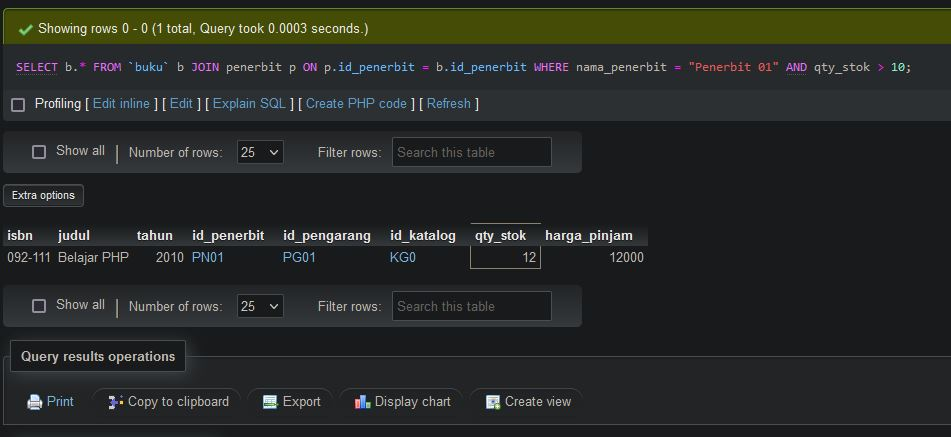 Showing rows 0 - 0 (1 total, Query took 0.0003 seconds.)
SELECT b.* FROM `buku` b JOIN penerbit p ON p.id_penerbit = b.id_penerbit WHERE nama_penerbit = "Penerbit 01" AND qty_stok > 10;
Profiling [ Edit inline ] [ Edit ] [ Explain SQL ] [ Create PHP code ] [ Refresh ]
Show all | Number of rows: 25 Filter rows: Search this table
Extra options
isbn judul tahun id_penerbit id_pengarang id_katalog qty_stok harga_pinjam
092-111 Belajar PHP 2010 PN01 PG01 KG0 12 12000
Show all | Number of rows: 25 Filter rows: Search this table
Query results operations
Print Copy to clipboard Export Display chart Create view